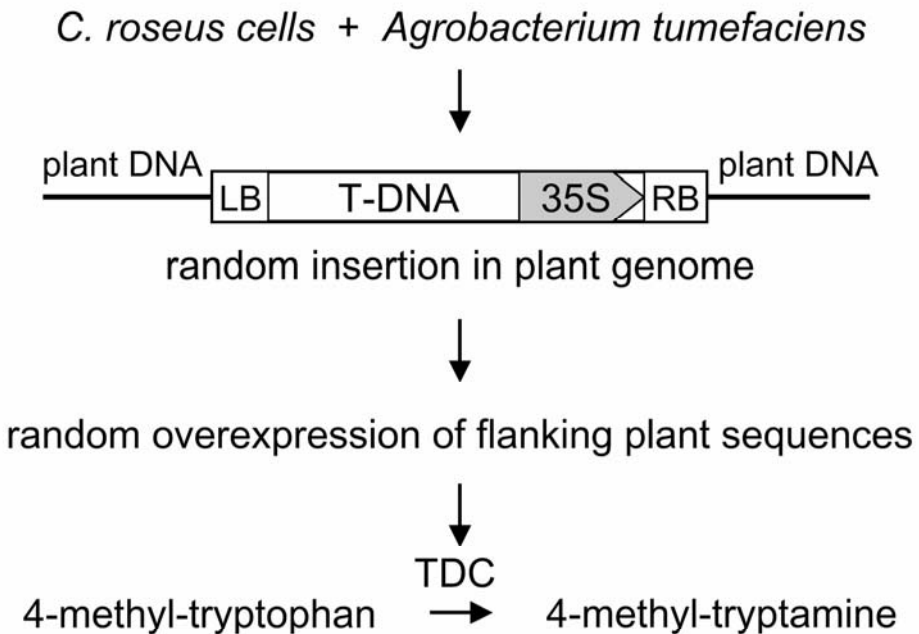 C. roseus cells + Agrobacterium tumefaciens
plant DNA plant DNA
LB T-DNA 35S RB
random insertion in plant genome
random overexpression of flanking plant sequences
TDC
4-methyl-tryptophan 4-methyl-tryptamine